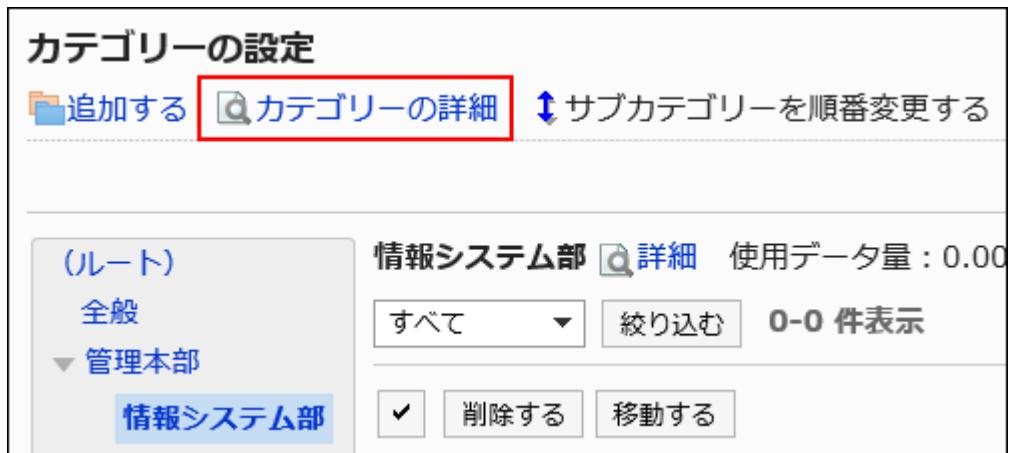 カテゴリーの設定
追加する カテゴリーの詳細 サブカテゴリーを順番変更する
(ルート)
全般
管理本部
情報システム部
情報システム部 詳細 使用データ量:0.00
すべて 絞り込む 0-0 件表示
削除する 移動する